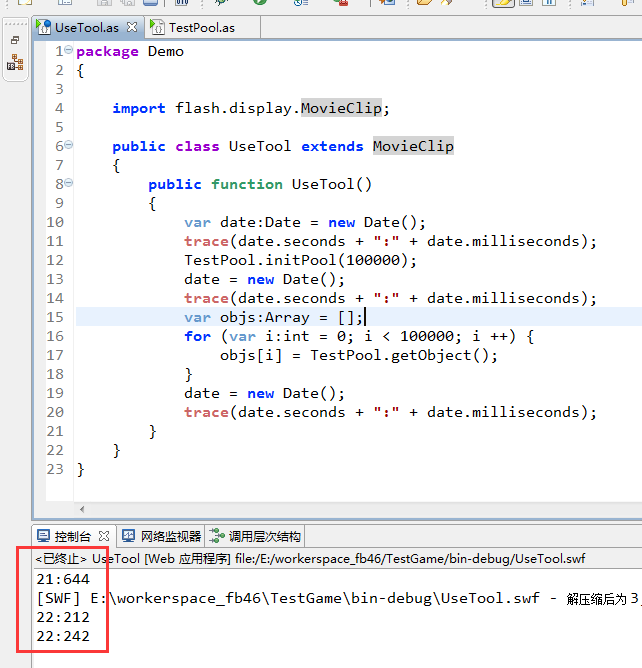 UseTool.as
TestPool.as
1 package Demo
2 {
3
4 import flash.display.MovieClip;
5
6 public class UseTool extends MovieClip
7 {
8 public function UseTool()
9 {
10 var date:Date = new Date();
11 trace(date.seconds + ":" + date.milliseconds);
12 TestPool.initPool(100000);
13 date = new Date();
14 trace(date.seconds + ":" + date.milliseconds);
15 var objs:Array = [];
16 for (var i:int = 0; i < 100000; i ++) {
17 objs[i] = TestPool.getObject();
18 }
19 date = new Date();
20 trace(date.seconds + ":" + date.milliseconds);
21 }
22 }
23 }
控制台 网络监视器 调用层次结构
<已终止> UseTool [Web 应用程序] file:/E:/workerspace_fb46/TestGame/bin-debug/UseTool.swf
21:644
[SWF] E:\workerspace_fb46\TestGame\bin-debug\UseTool.swf - 解压缩后为 3,
22:212
22:242